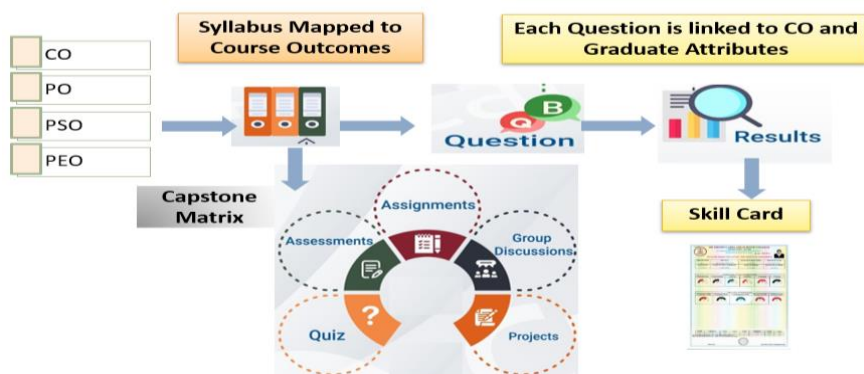 Syllabus Mapped to
Course Outcomes
Each Question is linked to CO and
Graduate Attributes
CO
PO
PSO
PEO
Q
B
Question
Results
Capstone
Matrix
Skill Card
Assignments
Assessments
Group
Discussions
?
Quiz
Projects